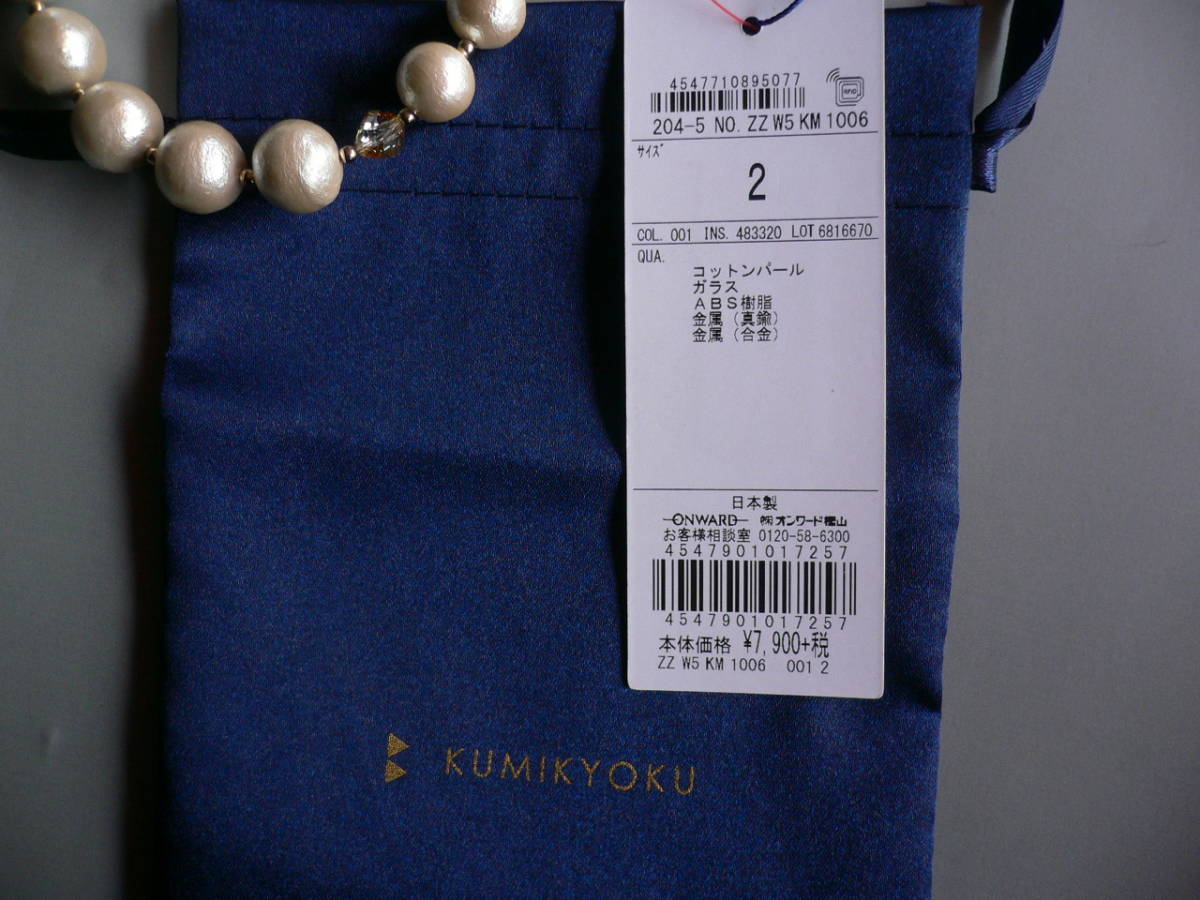 4547710895077
RFID
204-5 NO. ZZ W5 KM 1006
サイズ
2
COL. 001 INS. 483320 LOT 6816670
QUA.
コットンパール
ガラス
ABS樹脂
金属(真鍮)
金属(合金)
日本製
ONWARD ㈱オンワード樫山
お客様相談室 0120-58-6300
4547901017257
4547901017257
本体価格 ¥7,900+税
ZZ W5 KM 1006 001 2
KUMIKYOKU